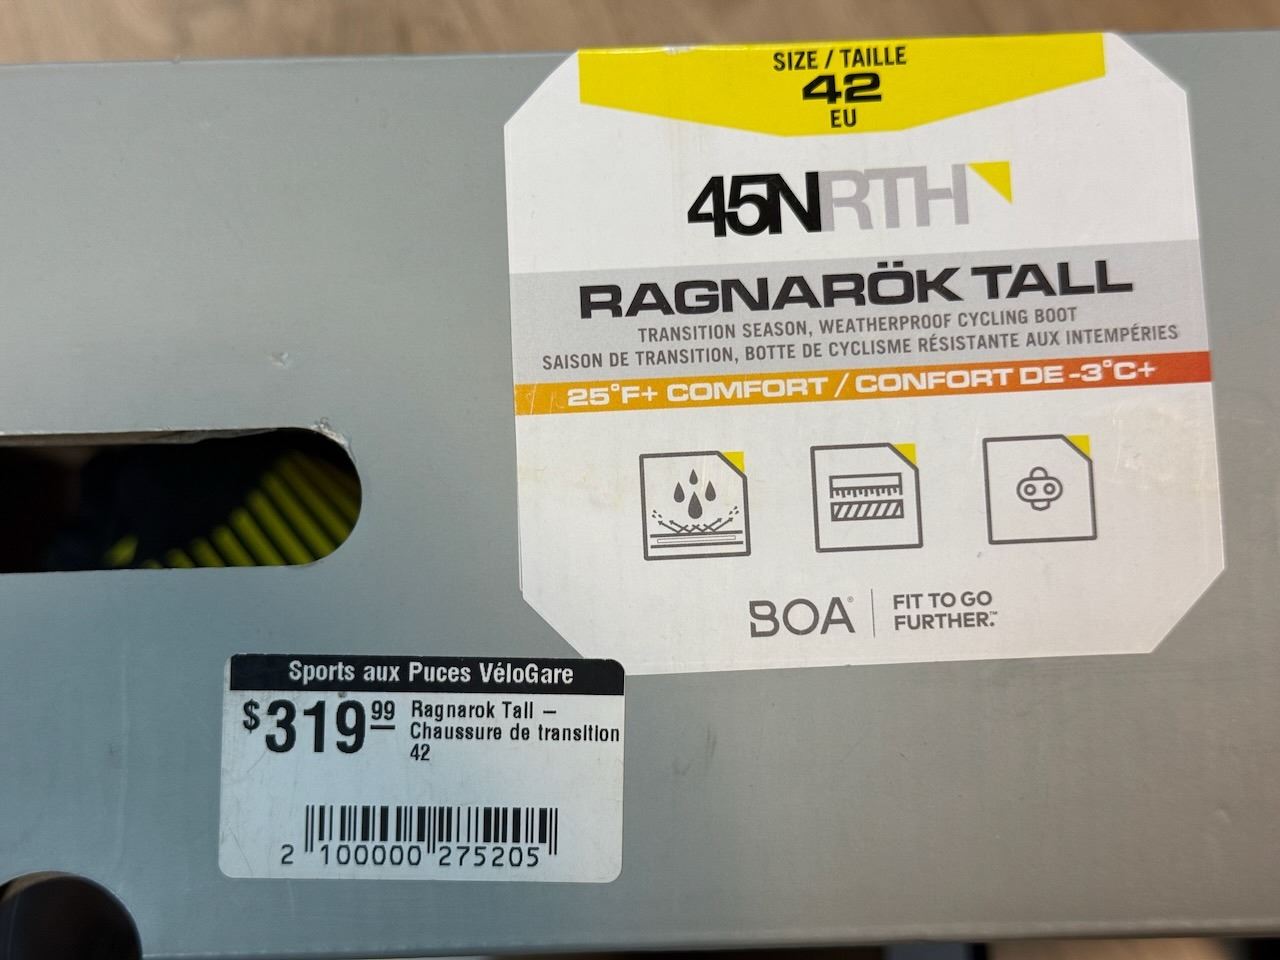 SIZE / TAILLE
42
EU
45NRTH
RAGNARÖK TALL
TRANSITION SEASON, WEATHERPROOF CYCLING BOOT
SAISON DE TRANSITION, BOTTE DE CYCLISME RÉSISTANTE AUX INTEMPÉRIES
25°F+ COMFORT / CONFORT DE -3°C+
BOA® FIT TO GO
FURTHER.™
Sports aux Puces VéloGare
$319.99
Ragnarok Tall –
Chaussure de transition
42
2 100000 275205